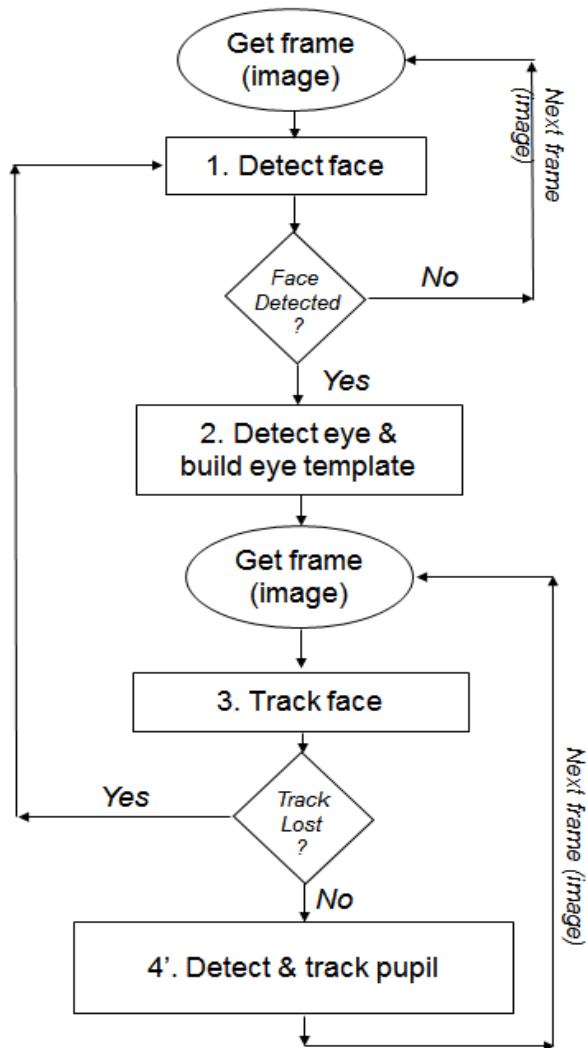 Get frame
(image)
Next frame
(image)
1. Detect face
Face
Detected
?
No
Yes
2. Detect eye &
build eye template
Get frame
(image)
3. Track face
Yes
Track
Lost
?
Next frame (image)
No
4’. Detect & track pupil